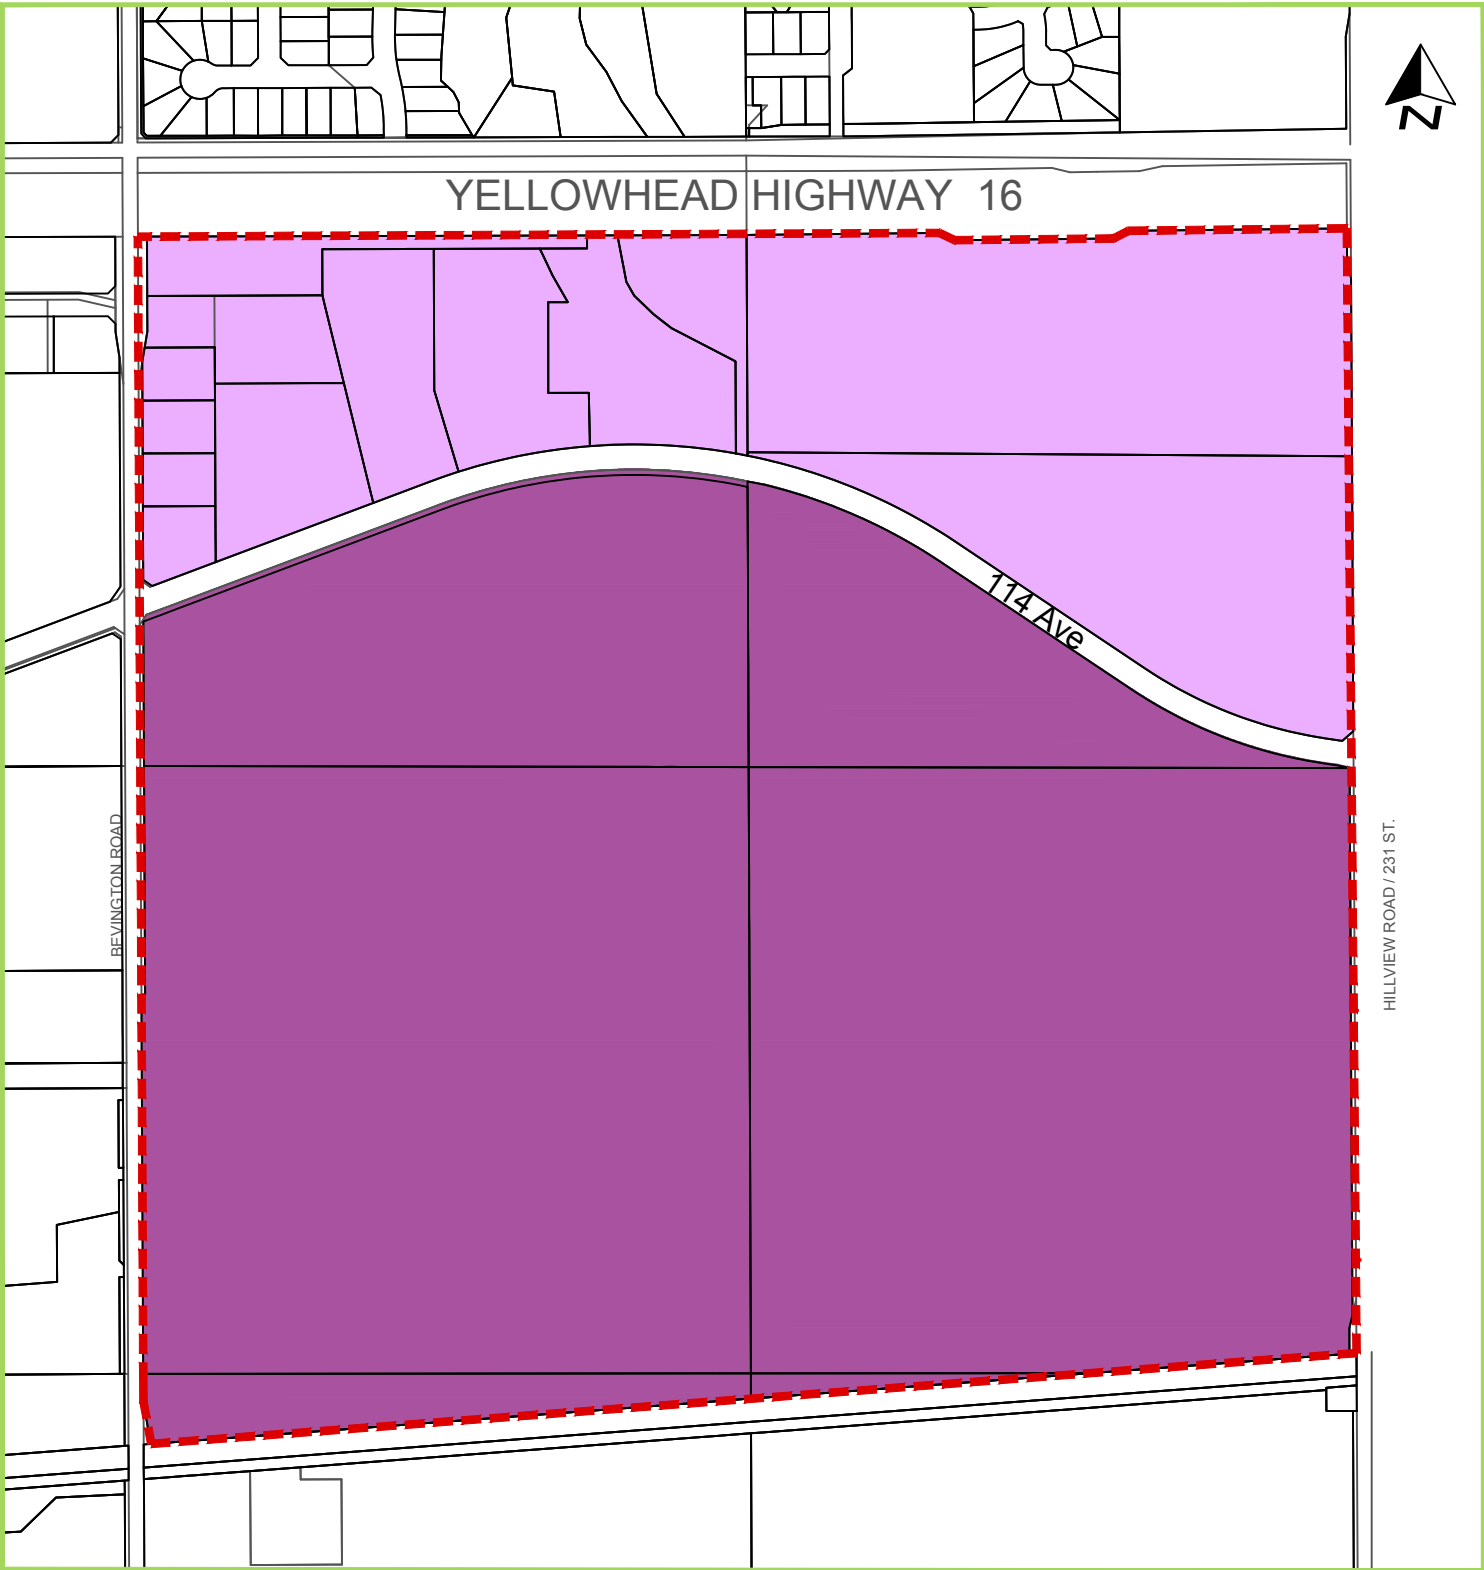 N
YELLOWHEAD HIGHWAY 16
114 Ave
BEVINGTON ROAD
HILLVIEW ROAD / 231 ST.